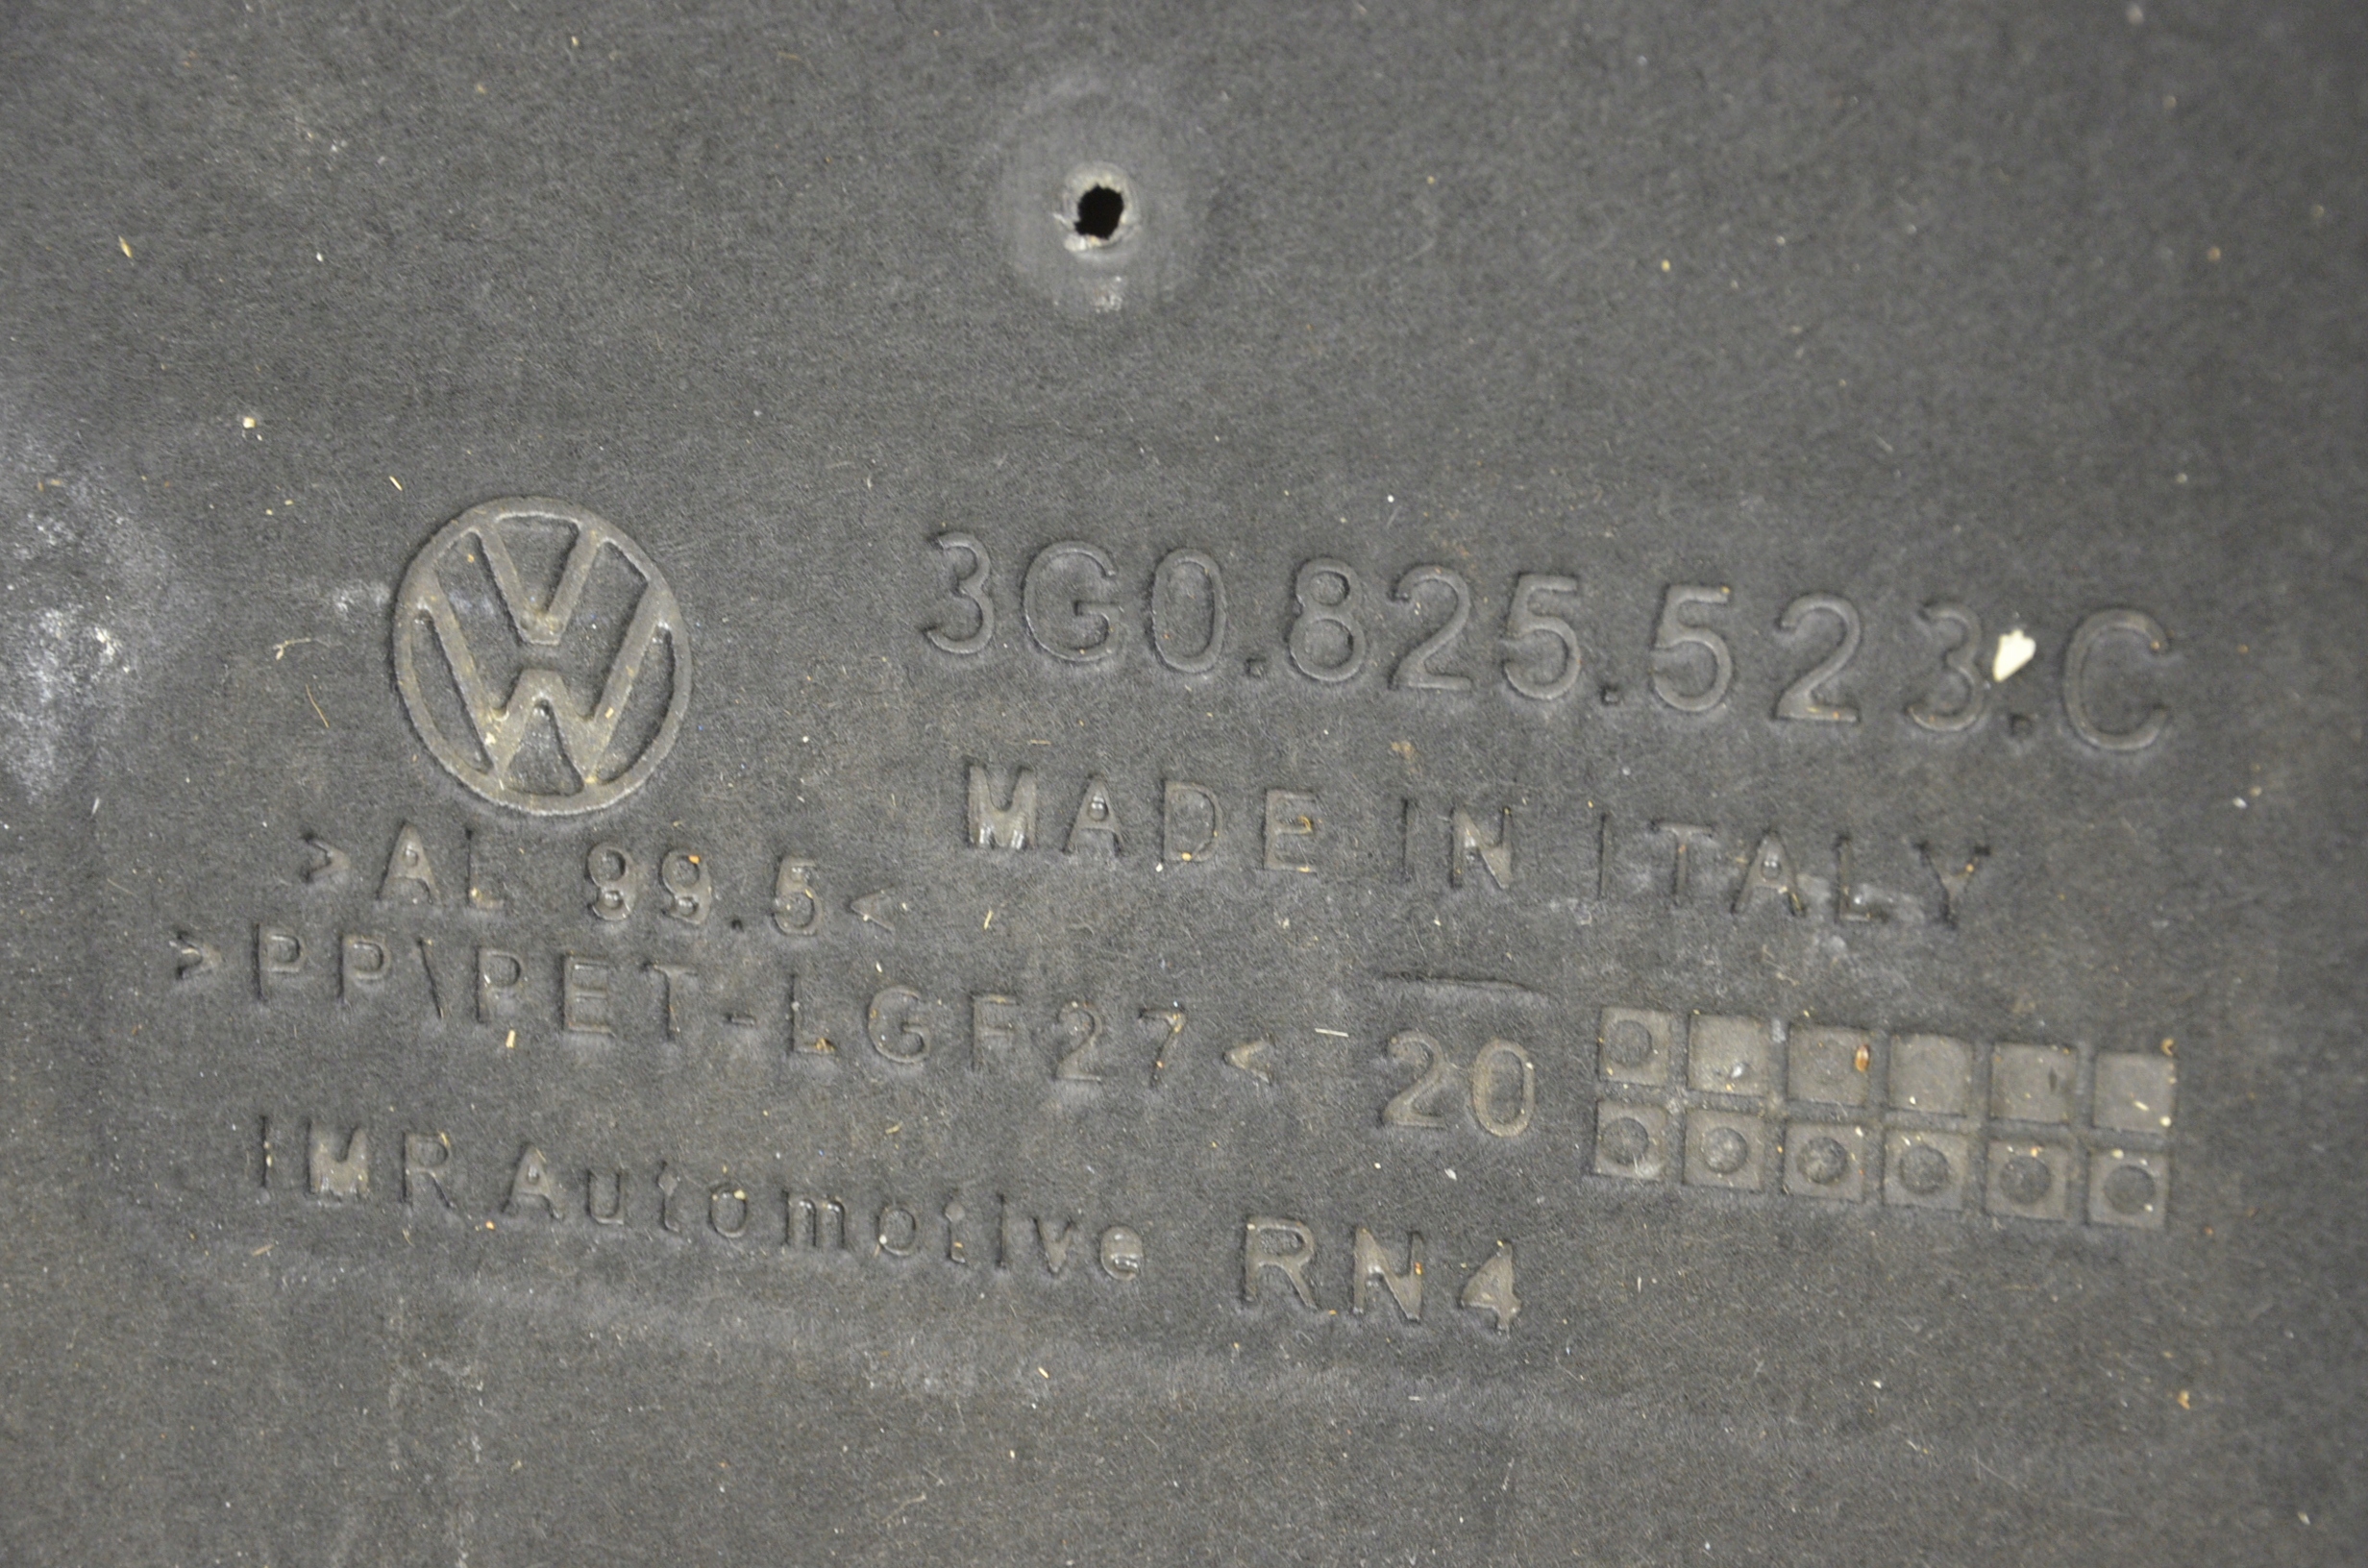 3G0.825.523.C
MADE IN ITALY
>AL 99.5<
>PP\PET-LGF27<
20
IMR Automotive RN4